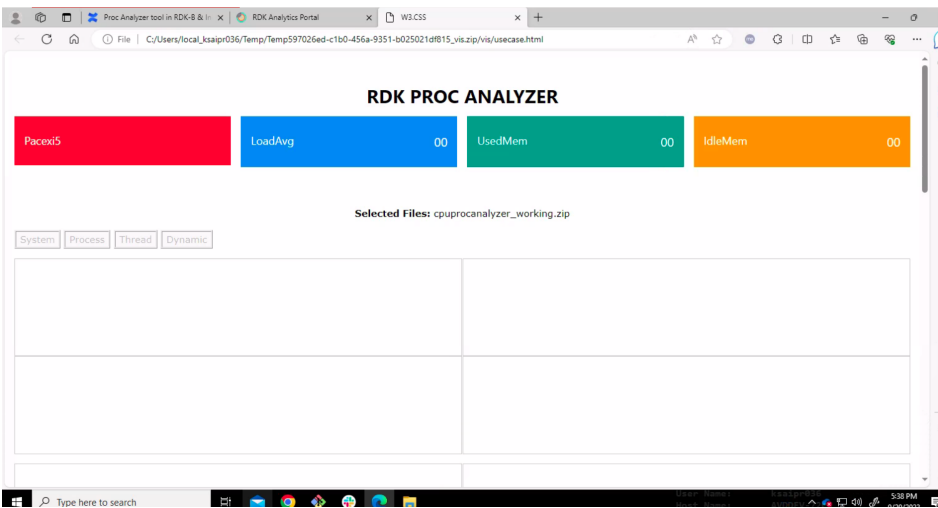 Proc Analyzer tool in RDK-B & In
RDK Analytics Portal
W3.CSS
File
C:/Users/local_ksaipr036/Temp/Temp597026ed-c1b0-456a-9351-b025021df815_vis.zip/vis/usecase.html
RDK PROC ANALYZER
Pacexi5
LoadAvg 00
UsedMem 00
IdleMem 00
Selected Files: cpuprocanalyzer_working.zip
System Process Thread Dynamic
Type here to search
User Name: ksaipr036
Host Name:
5:38 PM